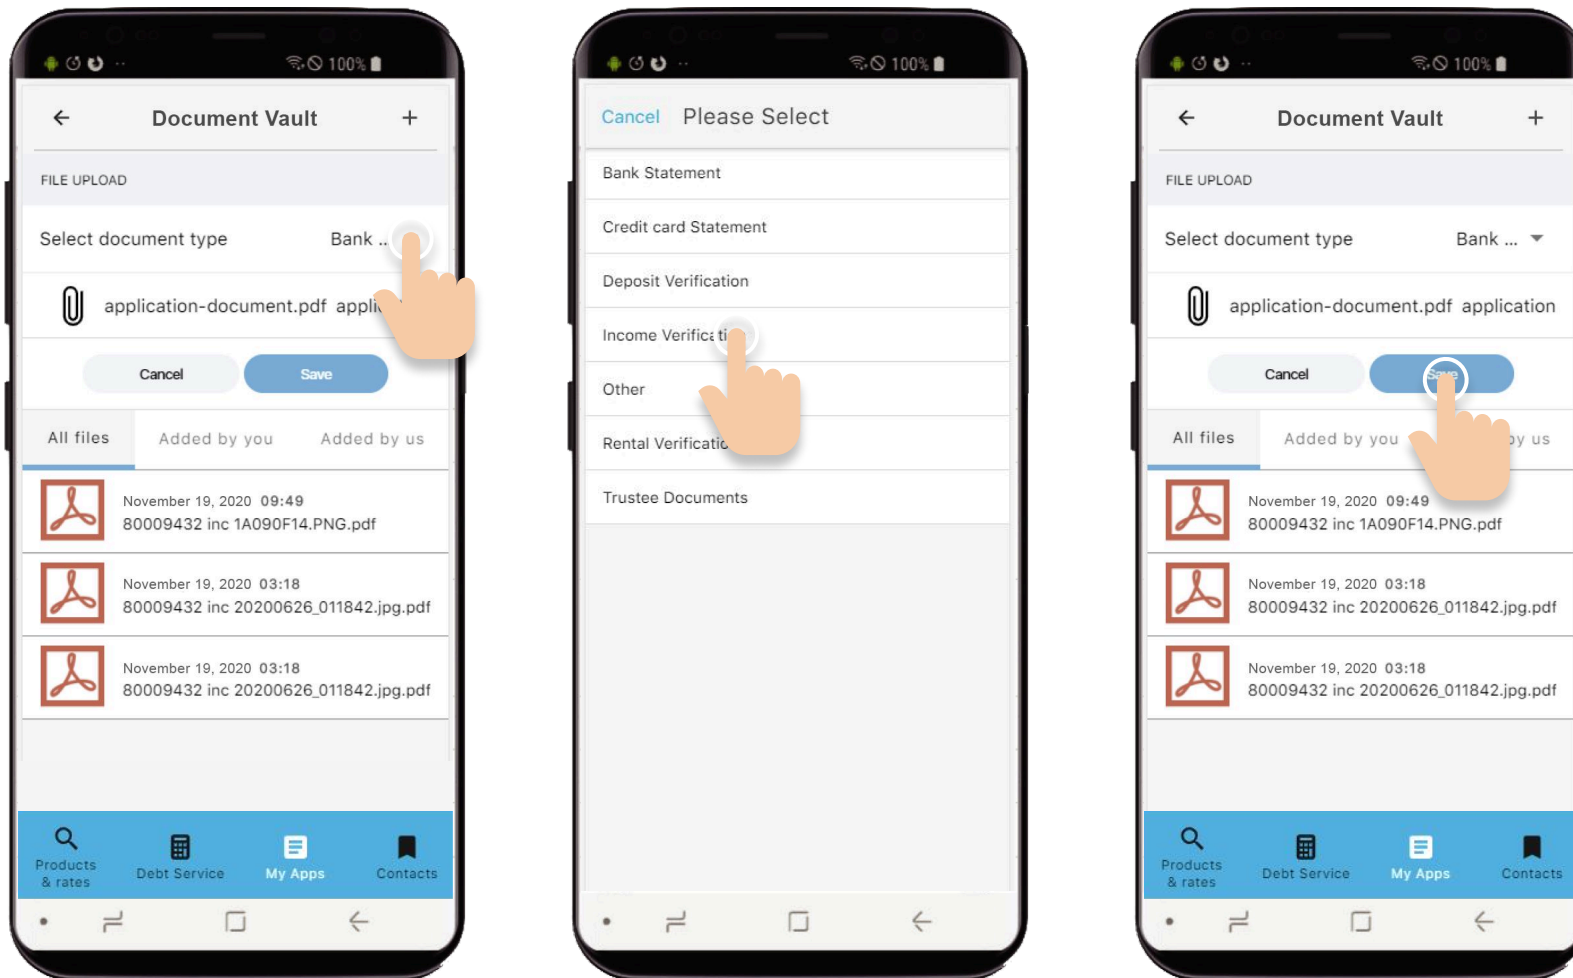 100%
Document Vault
FILE UPLOAD
Select document type Bank ..
application-document.pdf
Cancel Save
All files Added by you Added by us
November 19, 2020 09:49
80009432 inc 1A090F14.PNG.pdf
November 19, 2020 03:18
80009432 inc 20200626_011842.jpg.pdf
November 19, 2020 03:18
80009432 inc 20200626_011842.jpg.pdf
Products
& rates
Debt Service
My Apps
Contacts
100%
Cancel Please Select
Bank Statement
Credit card Statement
Deposit Verification
Income
Other
Rental
Trustee Documents
100%
Document Vault
FILE UPLOAD
Select document type Bank ...
application-document.pdf application
Cancel Save
All files Added by you by us
November 19, 2020 09:49
80009432 inc 1A090F14.PNG.pdf
November 19, 2020 03:18
80009432 inc 20200626_011842.jpg.pdf
November 19, 2020 03:18
80009432 inc 20200626_011842.jpg.pdf
Products
& rates
Debt Service
My Apps
Contacts